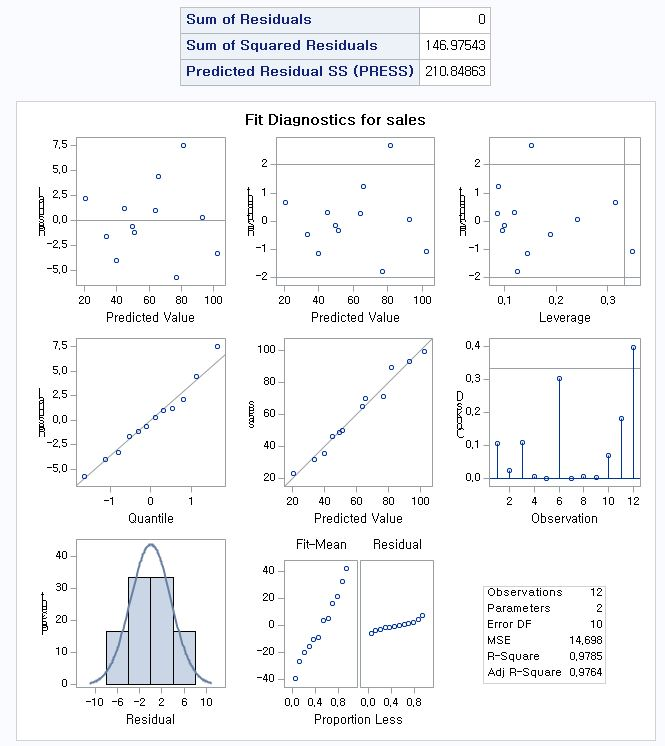 Sum of Residuals 0
Sum of Squared Residuals 146.97543
Predicted Residual SS (PRESS) 210.84863
Fit Diagnostics for sales
7,5
5,0
2,5
0,0
−2,5
−5,0
20 40 60 80 100
Predicted Value
2
1
0
−1
−2
20 40 60 80 100
Predicted Value
2
1
0
−1
−2
0,1 0,2 0,3
Leverage
7,5
5,0
2,5
0,0
−2,5
−5,0
−1 0 1
Quantile
100
80
60
40
20
20 40 60 80 100
Predicted Value
0,4
0,3
0,2
0,1
0,0
2 4 6 8 10 12
Observation
40
30
20
10
0
−10 −6 −2 2 6 10
Residual
Fit-Mean Residual
40
20
0
−20
−40
0,0 0,4 0,8 0,0 0,4 0,8
Proportion Less
Observations 12
Parameters 2
Error DF 10
MSE 14,698
R-Square 0,9785
Adj R-Square 0,9764